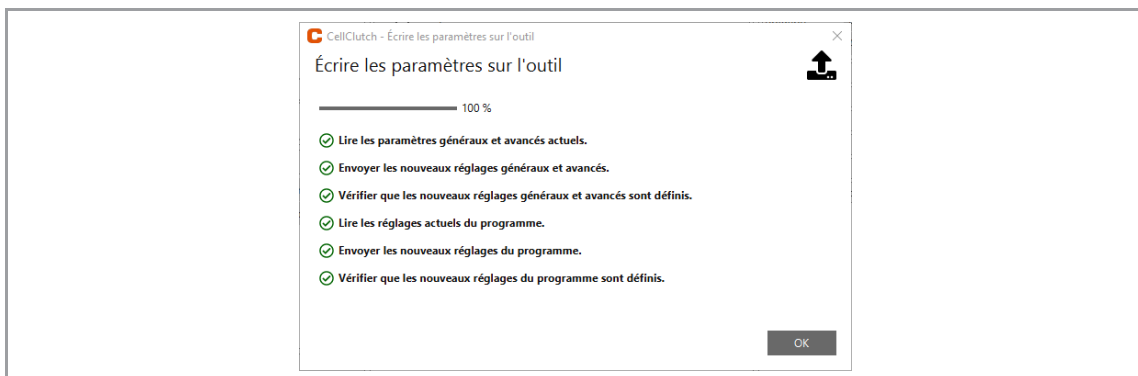 CellClutch - Écrire les paramètres sur l'outil
Écrire les paramètres sur l'outil
100 %
Lire les paramètres généraux et avancés actuels.
Envoyer les nouveaux réglages généraux et avancés.
Vérifier que les nouveaux réglages généraux et avancés sont définis.
Lire les réglages actuels du programme.
Envoyer les nouveaux réglages du programme.
Vérifier que les nouveaux réglages du programme sont définis.
OK